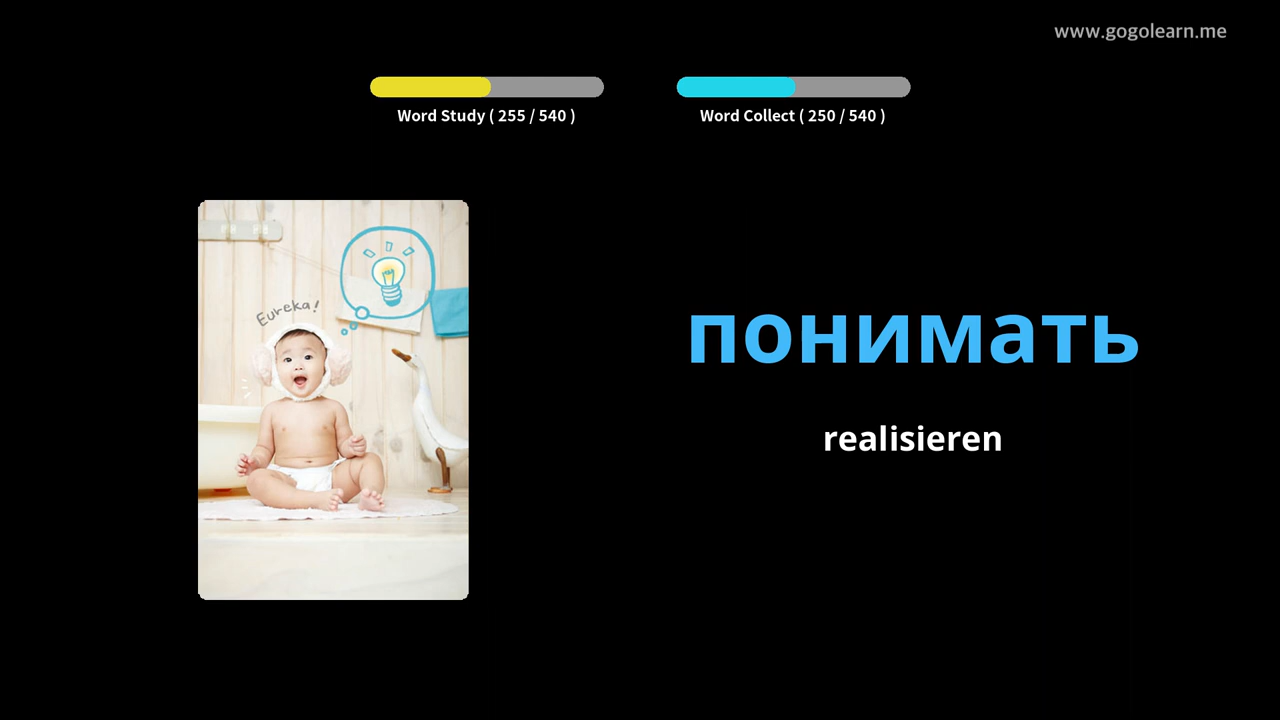 www.gogolearn.me
Word Study ( 255 / 540 )
Word Collect ( 250 / 540 )
Eureka!
понимать
realisieren